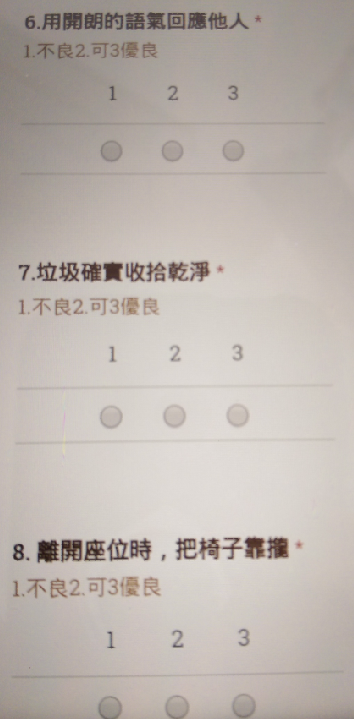 6.用開朗的語氣回應他人 *
1.不良2.可3優良
1 2 3
7.垃圾確實收拾乾淨 *
1.不良2.可3優良
1 2 3
8. 離開座位時，把椅子靠攏 *
1.不良2.可3優良
1 2 3